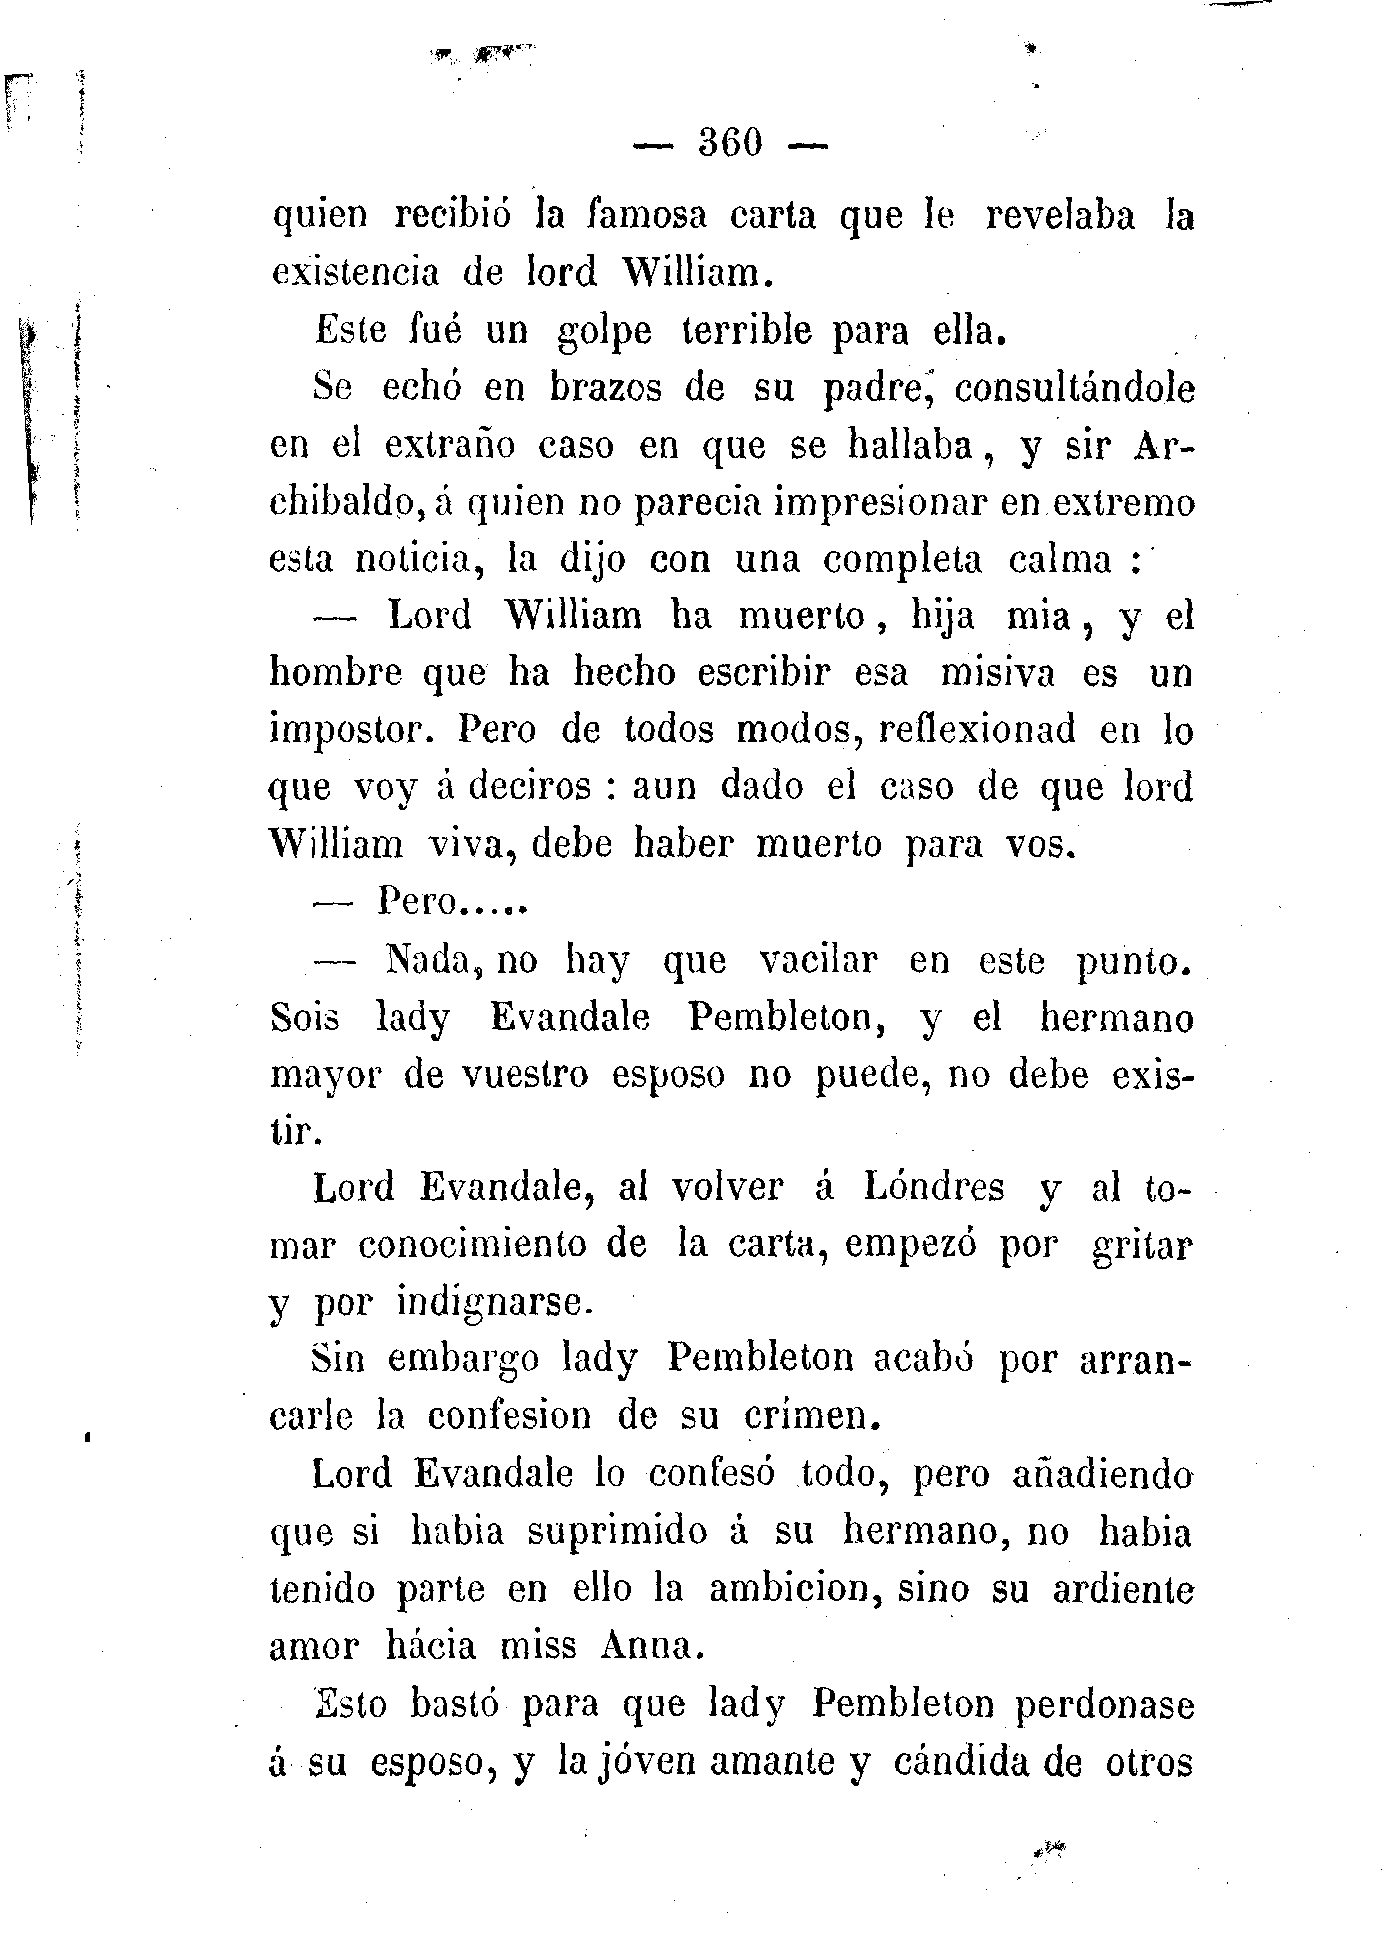 — 360 —
quien recibió la famosa carta que le revelaba la
existencia de lord William.
Este fué un golpe terrible para ella.
Se echó en brazos de su padre, consultándole
en el extraño caso en que se hallaba, y sir Ar-
chibaldo, á quien no parecia impresionar en extremo
esta noticia, la dijo con una completa calma :
— Lord William ha muerto, hija mia, y el
hombre que ha hecho escribir esa misiva es un
impostor. Pero de todos modos, reflexionad en lo
que voy á deciros : aun dado el caso de que lord
William viva, debe haber muerto para vos.
— Pero.....
— Nada, no hay que vacilar en este punto.
Sois lady Evandale Pembleton, y el hermano
mayor de vuestro esposo no puede, no debe exis-
tir.
Lord Evandale, al volver á Lóndres y al to-
mar conocimiento de la carta, empezó por gritar
y por indignarse.
Sin embargo lady Pembleton acabó por arran-
carle la confesion de su crímen.
Lord Evandale lo confesó todo, pero añadiendo
que si habia suprimido á su hermano, no habia
tenido parte en ello la ambicion, sino su ardiente
amor hácia miss Anna.
Esto bastó para que lady Pembleton perdonase
á su esposo, y la jóven amante y cándida de otros